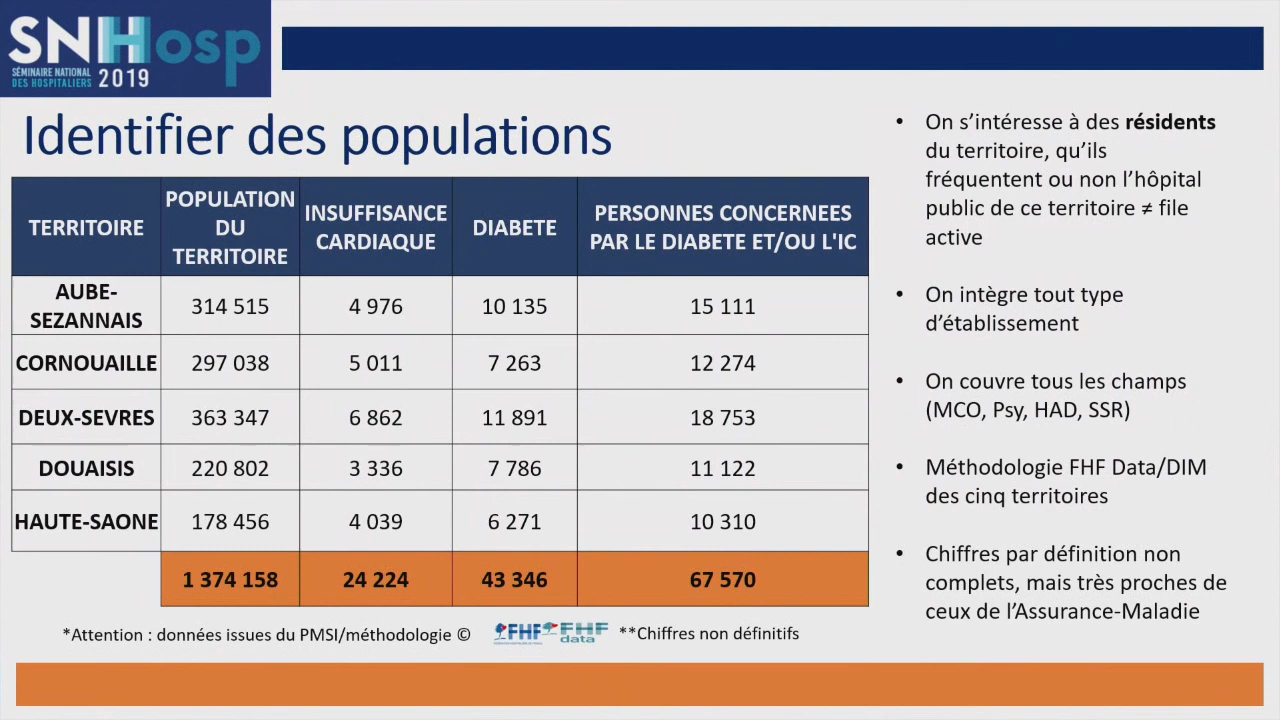 SNHosp
SÉMINAIRE NATIONAL
DES HOSPITALIERS 2019
Identifier des populations
TERRITOIRE
POPULATION
DU
TERRITOIRE
INSUFFISANCE
CARDIAQUE
DIABETE
PERSONNES CONCERNEES
PAR LE DIABETE ET/OU L'IC
AUBE-
SEZANNAIS
314 515
4 976
10 135
15 111
CORNOUAILLE
297 038
5 011
7 263
12 274
DEUX-SEVRES
363 347
6 862
11 891
18 753
DOUAISIS
220 802
3 336
7 786
11 122
HAUTE-SAONE
178 456
4 039
6 271
10 310
1 374 158
24 224
43 346
67 570
*Attention : données issues du PMSI/méthodologie ©
FHF
FHF
data
**Chiffres non définitifs
• On s’intéresse à des résidents
du territoire, qu’ils
fréquentent ou non l’hôpital
public de ce territoire ≠ file
active
• On intègre tout type
d’établissement
• On couvre tous les champs
(MCO, Psy, HAD, SSR)
• Méthodologie FHF Data/DIM
des cinq territoires
• Chiffres par définition non
complets, mais très proches de
ceux de l’Assurance-Maladie